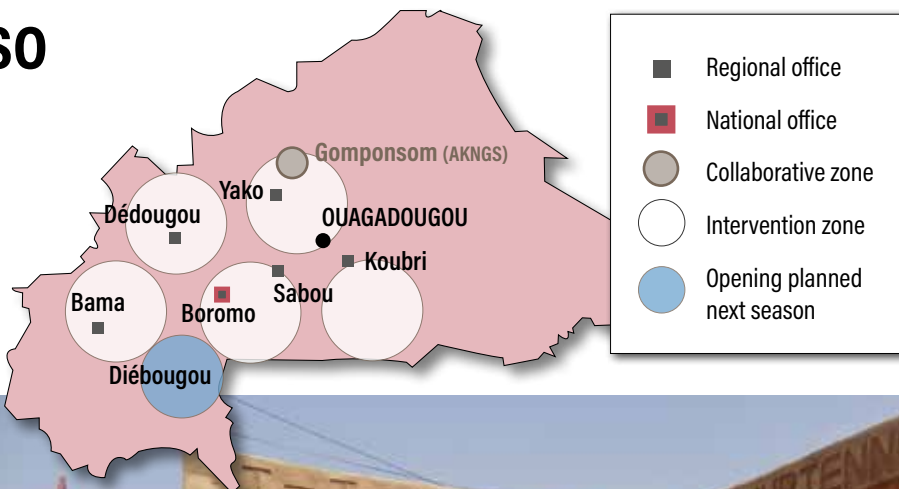 SO
Gomponsom (AKNGS)
Yako
Dédougou
OUAGADOUGOU
Koubri
Sabou
Bama
Boromo
Diébougou
Regional office
National office
Collaborative zone
Intervention zone
Opening planned
next season